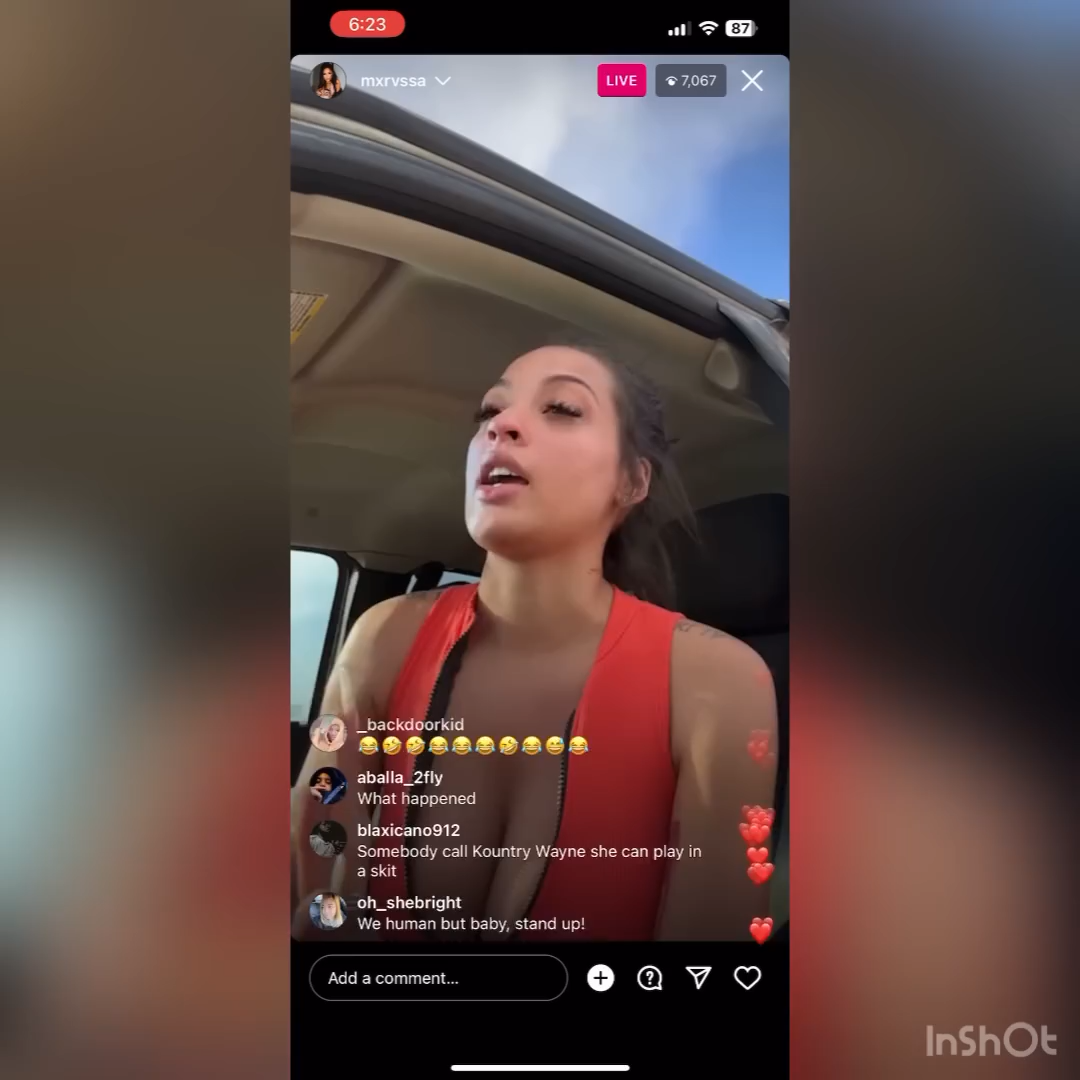 6:23
87
mxrvssa
LIVE
7,067
_backdoorkid
aballa_2fly
What happened
blaxicano912
Somebody call Kountry Wayne she can play in
a skit
oh_shebright
We human but baby, stand up!
Add a comment...
InShOt